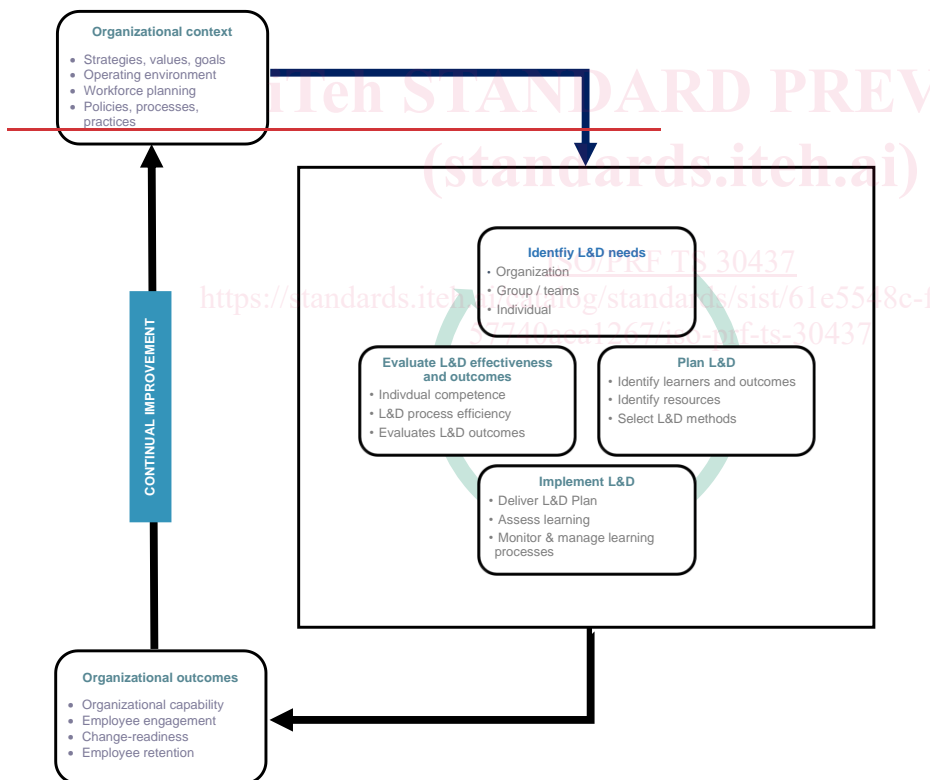 Organizational context
• Strategies, values, goals
• Operating environment
• Workforce planning
• Policies, processes,
practices
iTeh STANDARD PREV
(standards.iteh.ai)
Identfiy L&D needs
• Organization
• Group / teams
• Individual
ISO/PRF TS 30437
https://standards.iteh.ai/catalog/standards/sist/61e5548c-f
57740aea1267/iso-prf-ts-30437
Evaluate L&D effectiveness
and outcomes
• Indivdual competence
• L&D process efficiency
• Evaluates L&D outcomes
Plan L&D
• Identify learners and outcomes
• Identify resources
• Select L&D methods
Implement L&D
• Deliver L&D Plan
• Assess learning
• Monitor & manage learning
processes
CONTINUAL IMPROVEMENT
Organizational outcomes
• Organizational capability
• Employee engagement
• Change-readiness
• Employee retention